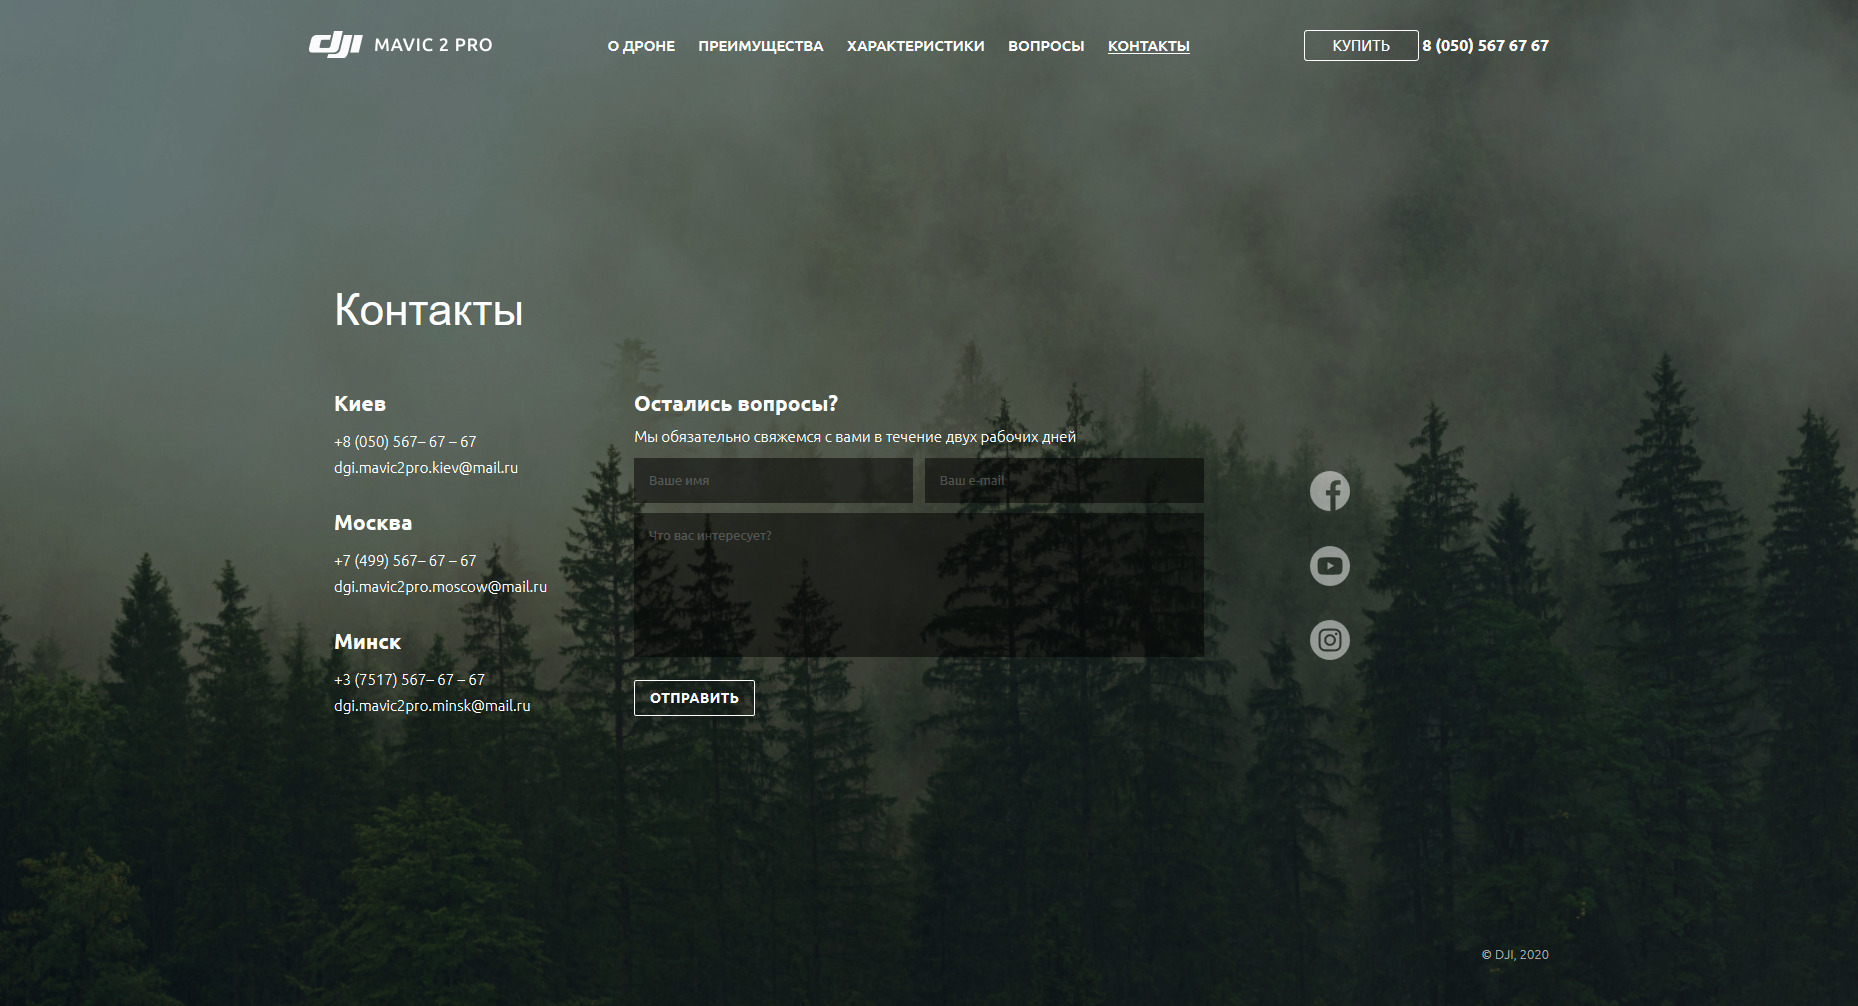 dji MAVIC 2 PRO
О ДРОНЕ ПРЕИМУЩЕСТВА ХАРАКТЕРИСТИКИ ВОПРОСЫ КОНТАКТЫ
КУПИТЬ 8 (050) 567 67 67
Контакты
Киев
+8 (050) 567– 67 – 67
dgi.mavic2pro.kiev@mail.ru
Москва
+7 (499) 567– 67 – 67
dgi.mavic2pro.moscow@mail.ru
Минск
+3 (7517) 567– 67 – 67
dgi.mavic2pro.minsk@mail.ru
Остались вопросы?
Мы обязательно свяжемся с вами в течение двух рабочих дней
Ваше имя
Ваш e-mail
Что вас интересует?
ОТПРАВИТЬ
© DJI, 2020